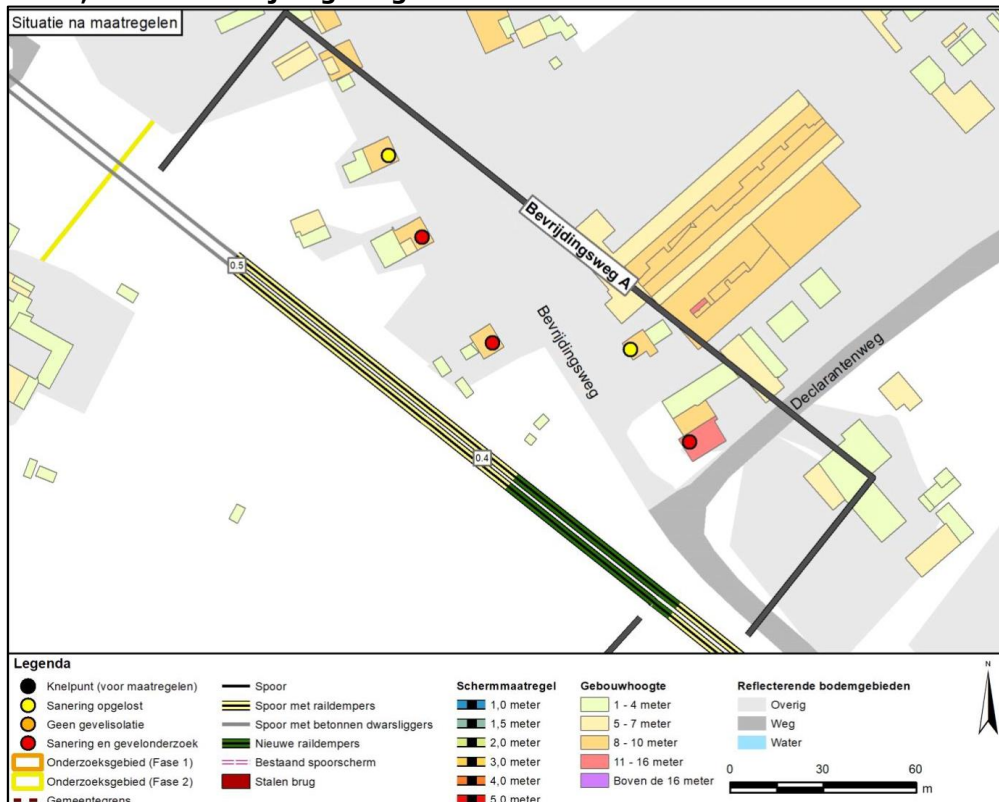 Situatie na maatregelen
Bevrijdingsweg A
0.5
Bevrijdingsweg
Declarantenweg
0.4
Legenda
Knelpunt (voor maatregelen)
Sanering opgelost
Geen gevelisolatie
Sanering en gevelonderzoek
Onderzoeksgebied (Fase 1)
Onderzoeksgebied (Fase 2)
Gemeentegrens
Spoor
Spoor met raildempers
Spoor met betonnen dwarsliggers
Nieuwe raildempers
Bestaand spoorscherm
Stalen brug
Schermmaatregel
1,0 meter
1,5 meter
2,0 meter
3,0 meter
4,0 meter
5,0 meter
Gebouwhoogte
1 - 4 meter
5 - 7 meter
8 - 10 meter
11 - 16 meter
Boven de 16 meter
Reflecterende bodemgebieden
Overig
Weg
Water
0 30 60
m
N